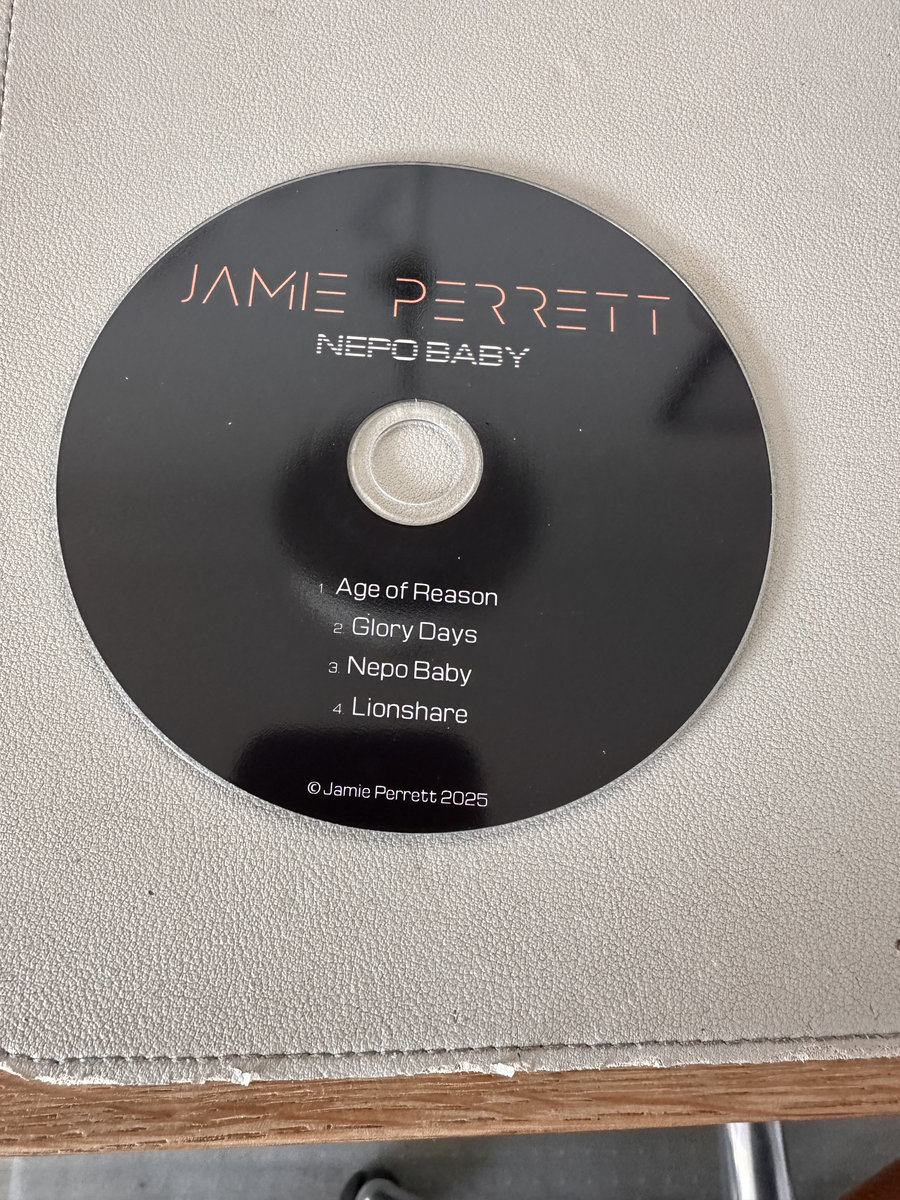 JAMIE PERRETT
NEPO BABY
1. Age of Reason
2. Glory Days
3. Nepo Baby
4. Lionshare
© Jamie Perrett 2025